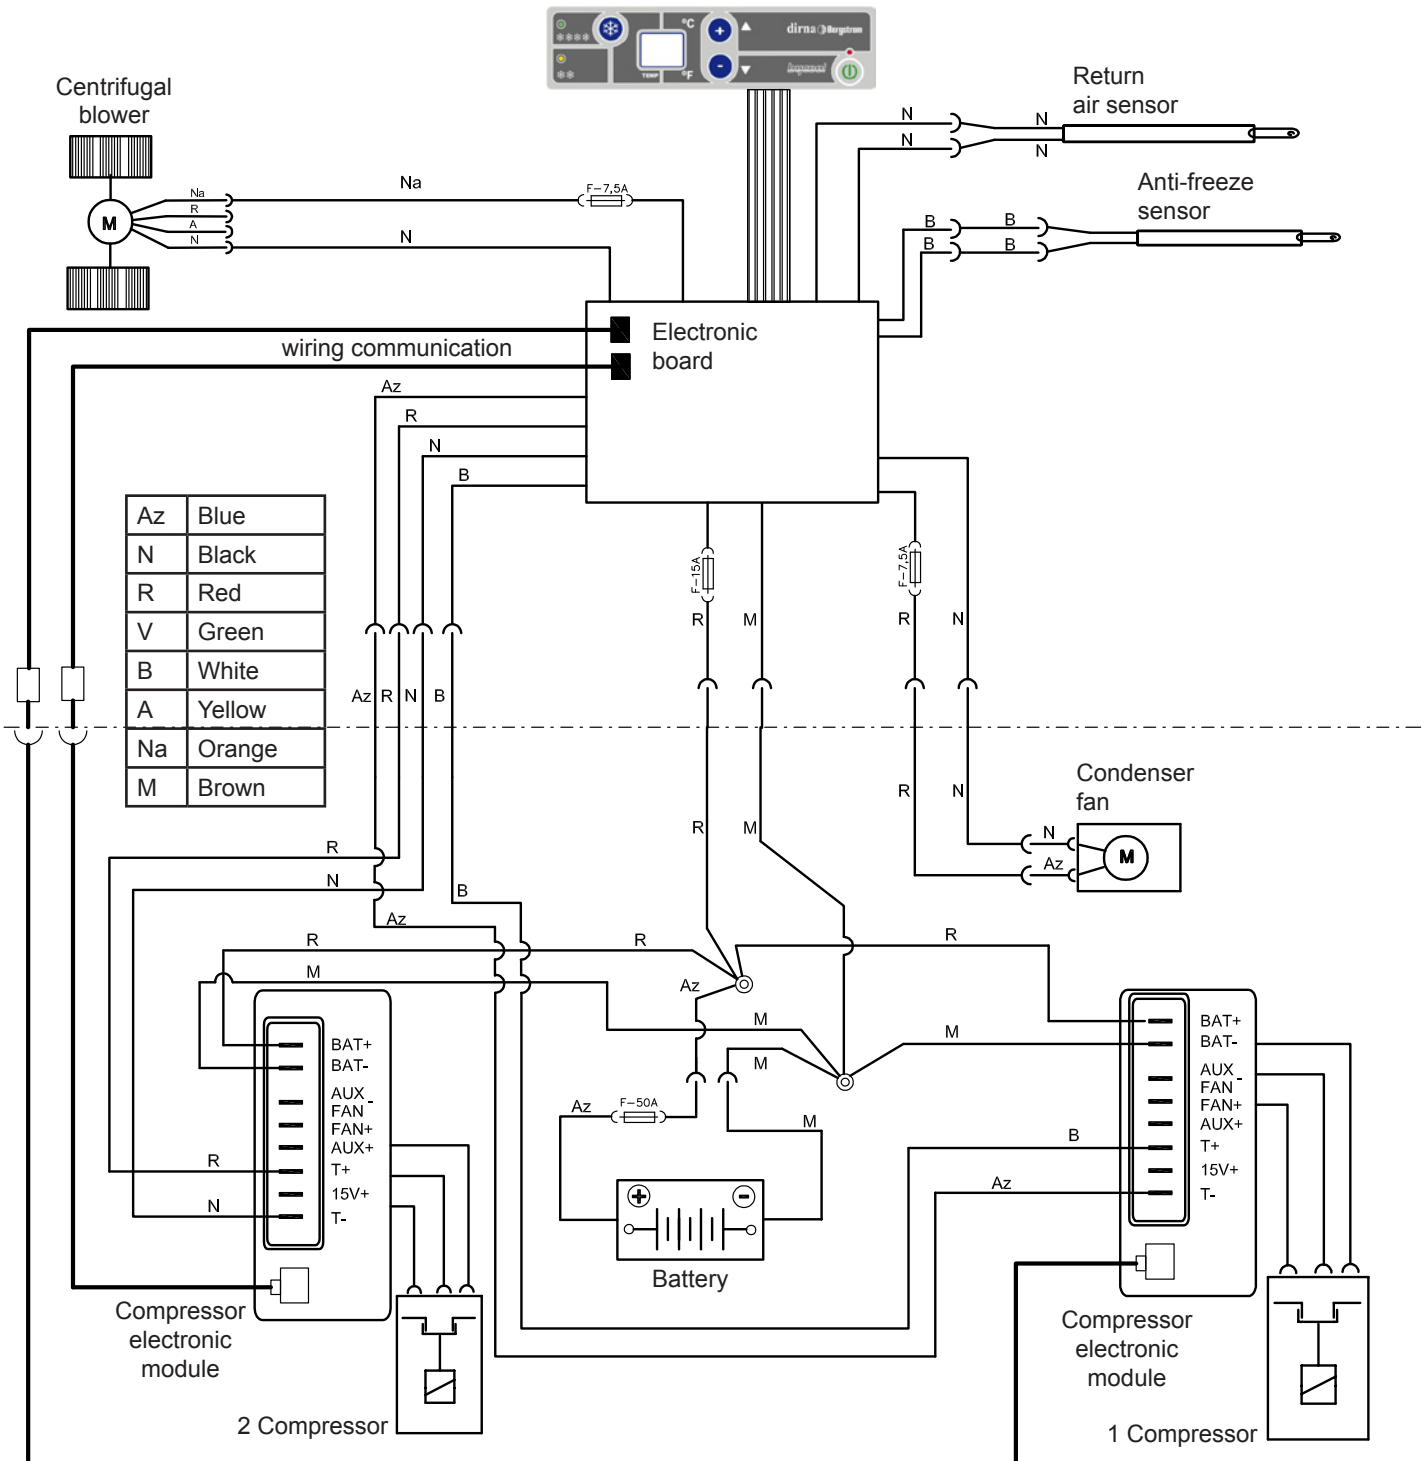 °C
dirna Bergstrom
TEMP
°F
Centrifugal
blower
M
Na
R
A
N
Na
N
F-7,5A
N
N
N
N
Return
air sensor
Anti-freeze
sensor
B
B
B
B
Electronic
board
wiring communication
Az
R
N
B
Az Blue
N Black
R Red
V Green
B White
A Yellow
Na Orange
M Brown
F-15A
F-7,5A
R
M
R
N
Az
R
N
B
R
N
R
M
Condenser
fan
N
Az
M
R
N
B
Az
R
R
R
M
Az
M
M
M
BAT+
BAT-
AUX
FAN -
FAN+
AUX+
T+
15V+
T-
R
N
Az
F-50A
M
+
-
Battery
B
Az
BAT+
BAT-
AUX
FAN -
FAN+
AUX+
T+
15V+
T-
Compressor
electronic
module
2 Compressor
Compressor
electronic
module
1 Compressor